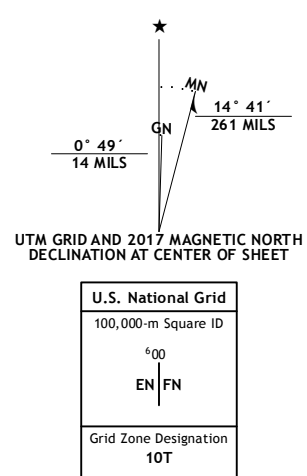 ★
MN
GN
14° 41´
261 MILS
0° 49´
14 MILS
UTM GRID AND 2017 MAGNETIC NORTH
DECLINATION AT CENTER OF SHEET
U.S. National Grid
100,000-m Square ID
⁶00
EN FN
Grid Zone Designation
10T